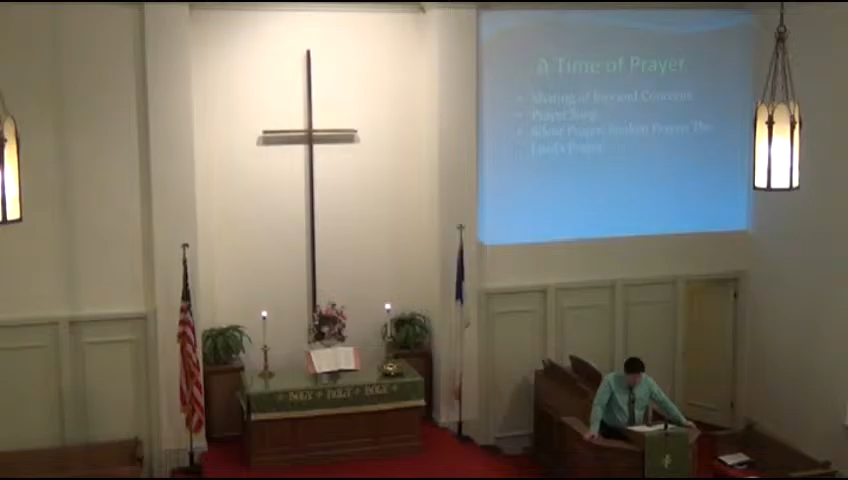 A Time of Prayer
• Sharing of Joys and Concerns
• Prayer Song
• Silent Prayer, Pastoral Prayer, The
Lord's Prayer
HOLY HOLY HOLY